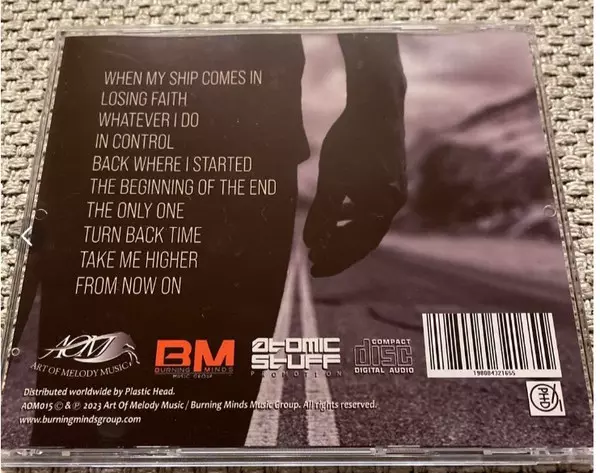 WHEN MY SHIP COMES IN
LOSING FAITH
WHATEVER I DO
IN CONTROL
BACK WHERE I STARTED
THE BEGINNING OF THE END
THE ONLY ONE
TURN BACK TIME
TAKE ME HIGHER
FROM NOW ON
AOM
ART OF MELODY MUSIC
BM
BURNING MINDS
MUSIC GROUP
ATOMIC
STUFF
PROMOTION
COMPACT
disc
DIGITAL AUDIO
198084321655
PHD
Distributed worldwide by Plastic Head.
AOM015 © & ℗ 2023 Art Of Melody Music / Burning Minds Music Group. All rights reserved.
www.burningmindsgroup.com